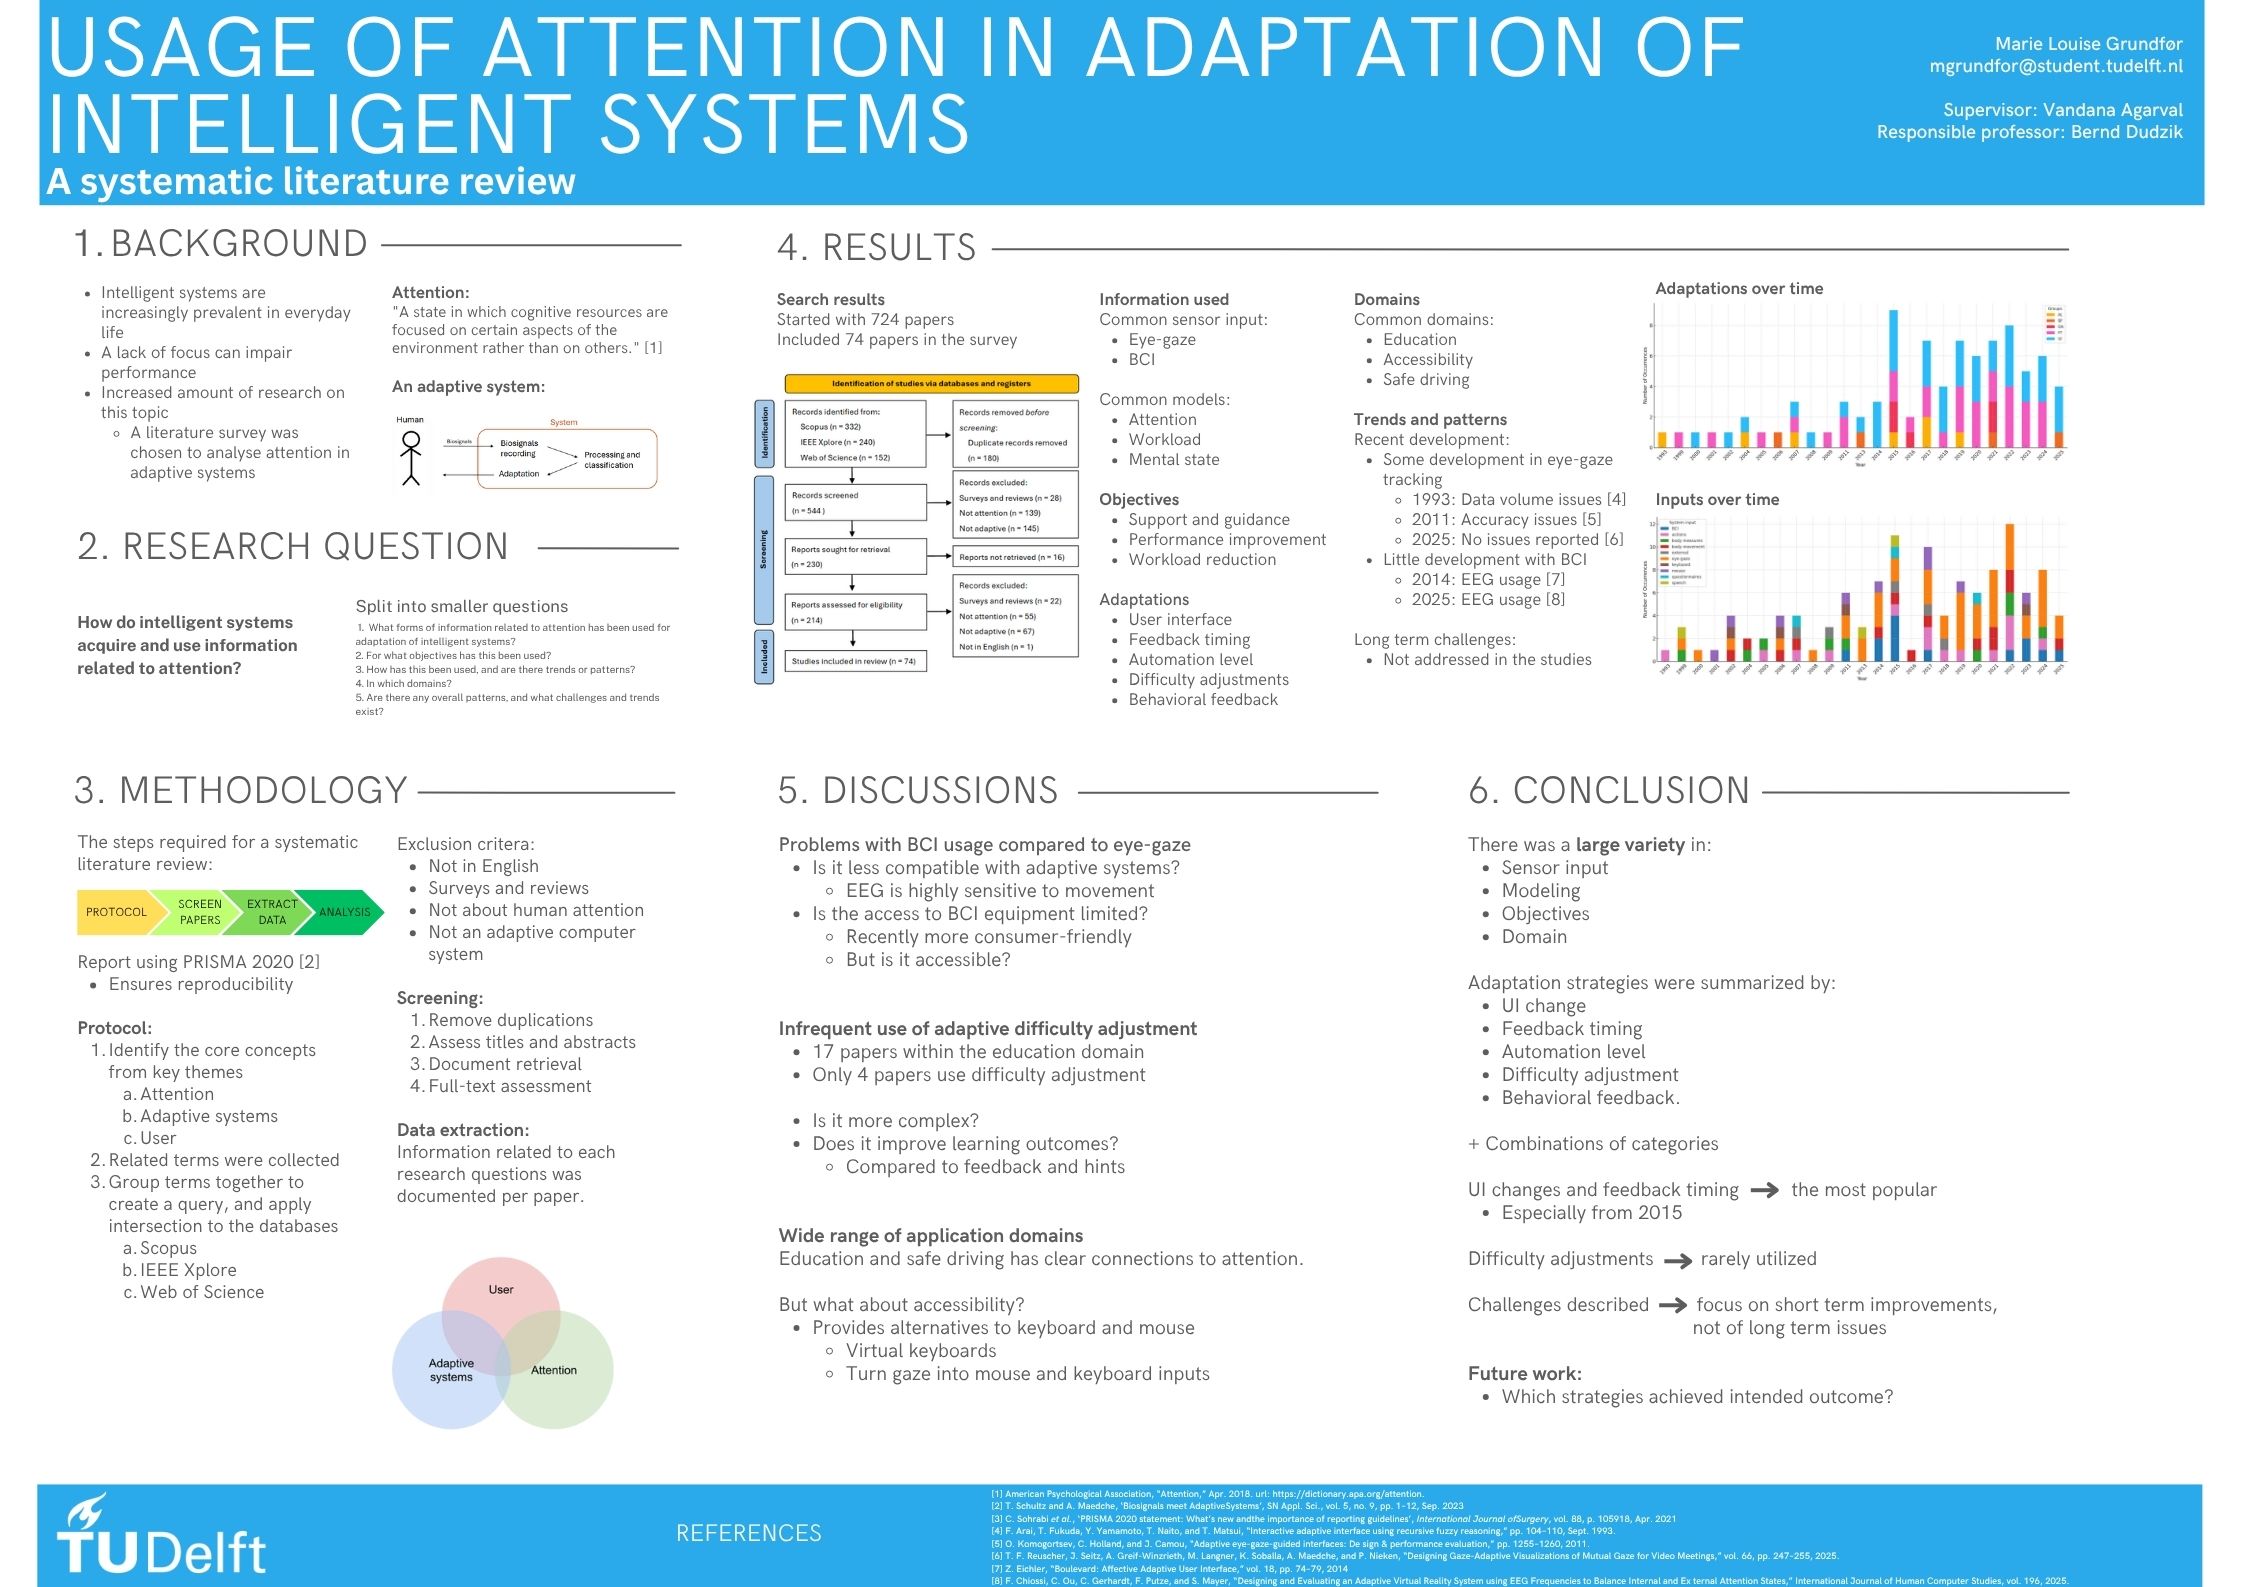 USAGE OF ATTENTION IN ADAPTATION OF
INTELLIGENT SYSTEMS
A systematic literature review
Marie Louise Grundfør
mgrundfor@student.tudelft.nl
Supervisor: Vandana Agarval
Responsible professor: Bernd Dudzik
1. BACKGROUND
• Intelligent systems are
increasingly prevalent in everyday
life
• A lack of focus can impair
performance
• Increased amount of research on
this topic
◦ A literature survey was
chosen to analyse attention in
adaptive systems
Attention:
"A state in which cognitive resources are
focused on certain aspects of the
environment rather than on others." [1]
An adaptive system:
Human
System
Biosignals
Biosignals
recording
Processing and
classification
Adaptation
2. RESEARCH QUESTION
How do intelligent systems
acquire and use information
related to attention?
Split into smaller questions
1. What forms of information related to attention has been used for
adaptation of intelligent systems?
2. For what objectives has this been used?
3. How has this been used, and are there trends or patterns?
4. In which domains?
5. Are there any overall patterns, and what challenges and trends
exist?
3. METHODOLOGY
The steps required for a systematic
literature review:
PROTOCOL
SCREEN
PAPERS
EXTRACT
DATA
ANALYSIS
Report using PRISMA 2020 [2]
• Ensures reproducibility
Protocol:
1. Identify the core concepts
from key themes
a. Attention
b. Adaptive systems
c. User
2. Related terms were collected
3. Group terms together to
create a query, and apply
intersection to the databases
a. Scopus
b. IEEE Xplore
c. Web of Science
Exclusion critera:
• Not in English
• Surveys and reviews
• Not about human attention
• Not an adaptive computer
system
Screening:
1. Remove duplications
2. Assess titles and abstracts
3. Document retrieval
4. Full-text assessment
Data extraction:
Information related to each
research questions was
documented per paper.
User
Adaptive
systems
Attention
4. RESULTS
Search results
Started with 724 papers
Included 74 papers in the survey
Identification of studies via databases and registers
Identification
Records identified from:
Scopus (n = 332)
IEEE Xplore (n = 240)
Web of Science (n = 152)
Records removed before
screening:
Duplicate records removed
(n = 180)
Screening
Records screened
(n = 544 )
Records excluded:
Surveys and reviews (n = 28)
Not attention (n = 139)
Not adaptive (n = 145)
Reports sought for retrieval
(n = 230)
Reports not retrieved (n = 16)
Reports assessed for eligibility
(n = 214)
Records excluded:
Surveys and reviews (n = 22)
Not attention (n = 55)
Not adaptive (n = 67)
Not in English (n = 1)
Included
Studies included in review (n = 74)
Information used
Common sensor input:
• Eye-gaze
• BCI
Common models:
• Attention
• Workload
• Mental state
Objectives
• Support and guidance
• Performance improvement
• Workload reduction
Adaptations
• User interface
• Feedback timing
• Automation level
• Difficulty adjustments
• Behavioral feedback
Domains
Common domains:
• Education
• Accessibility
• Safe driving
Trends and patterns
Recent development:
• Some development in eye-gaze
tracking
◦ 1993: Data volume issues [4]
◦ 2011: Accuracy issues [5]
◦ 2025: No issues reported [6]
• Little development with BCI
◦ 2014: EEG usage [7]
◦ 2025: EEG usage [8]
Long term challenges:
• Not addressed in the studies
Adaptations over time
Number of Occurrences
Year
Inputs over time
Number of Occurrences
Year
5. DISCUSSIONS
Problems with BCI usage compared to eye-gaze
• Is it less compatible with adaptive systems?
◦ EEG is highly sensitive to movement
• Is the access to BCI equipment limited?
◦ Recently more consumer-friendly
◦ But is it accessible?
Infrequent use of adaptive difficulty adjustment
• 17 papers within the education domain
• Only 4 papers use difficulty adjustment
• Is it more complex?
• Does it improve learning outcomes?
◦ Compared to feedback and hints
Wide range of application domains
Education and safe driving has clear connections to attention.
But what about accessibility?
• Provides alternatives to keyboard and mouse
◦ Virtual keyboards
◦ Turn gaze into mouse and keyboard inputs
6. CONCLUSION
There was a large variety in:
• Sensor input
• Modeling
• Objectives
• Domain
Adaptation strategies were summarized by:
• UI change
• Feedback timing
• Automation level
• Difficulty adjustment
• Behavioral feedback.
+ Combinations of categories
UI changes and feedback timing → the most popular
• Especially from 2015
Difficulty adjustments → rarely utilized
Challenges described → focus on short term improvements,
not of long term issues
Future work:
• Which strategies achieved intended outcome?
TUDelft
REFERENCES
[1] American Psychological Association, "Attention," Apr. 2018. url: https://dictionary.apa.org/attention.
[2] T. Schultz and A. Maedche, 'Biosignals meet AdaptiveSystems', SN Appl. Sci., vol. 5, no. 9, pp. 1–12, Sep. 2023
[3] C. Sohrabi et al., 'PRISMA 2020 statement: What's new andthe importance of reporting guidelines', International Journal ofSurgery, vol. 88, p. 105918, Apr. 2021
[4] F. Arai, T. Fukuda, Y. Yamamoto, T. Naito, and T. Matsui, "Interactive adaptive interface using recursive fuzzy reasoning," pp. 104–110, Sept. 1993.
[5] O. Komogortsev, C. Holland, and J. Camou, "Adaptive eye-gaze-guided interfaces: De sign & performance evaluation," pp. 1255–1260, 2011.
[6] T. F. Reuscher, J. Seitz, A. Greif-Winzrieth, M. Langner, K. Soballa, A. Maedche, and P. Nieken, "Designing Gaze-Adaptive Visualizations of Mutual Gaze for Video Meetings," vol. 66, pp. 247–255, 2025.
[7] Z. Eichler, "Boulevard: Affective Adaptive User Interface," vol. 18, pp. 74–79, 2014
[8] F. Chiossi, C. Ou, C. Gerhardt, F. Putze, and S. Mayer, "Designing and Evaluating an Adaptive Virtual Reality System using EEG Frequencies to Balance Internal and Ex ternal Attention States," International Journal of Human Computer Studies, vol. 196, 2025.